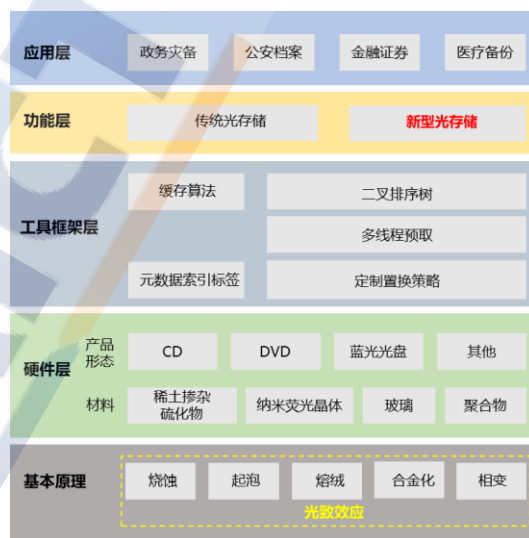 应用层
政务灾备
公安档案
金融证券
医疗备份
功能层
传统光存储
新型光存储
工具框架层
缓存算法
二叉排序树
多线程预取
元数据索引标签
定制置换策略
硬件层
产品
形态
CD
DVD
蓝光光盘
其他
材料
稀土掺杂
硫化物
纳米荧光晶体
玻璃
聚合物
基本原理
烧蚀
起泡
熔绒
合金化
相变
光致效应